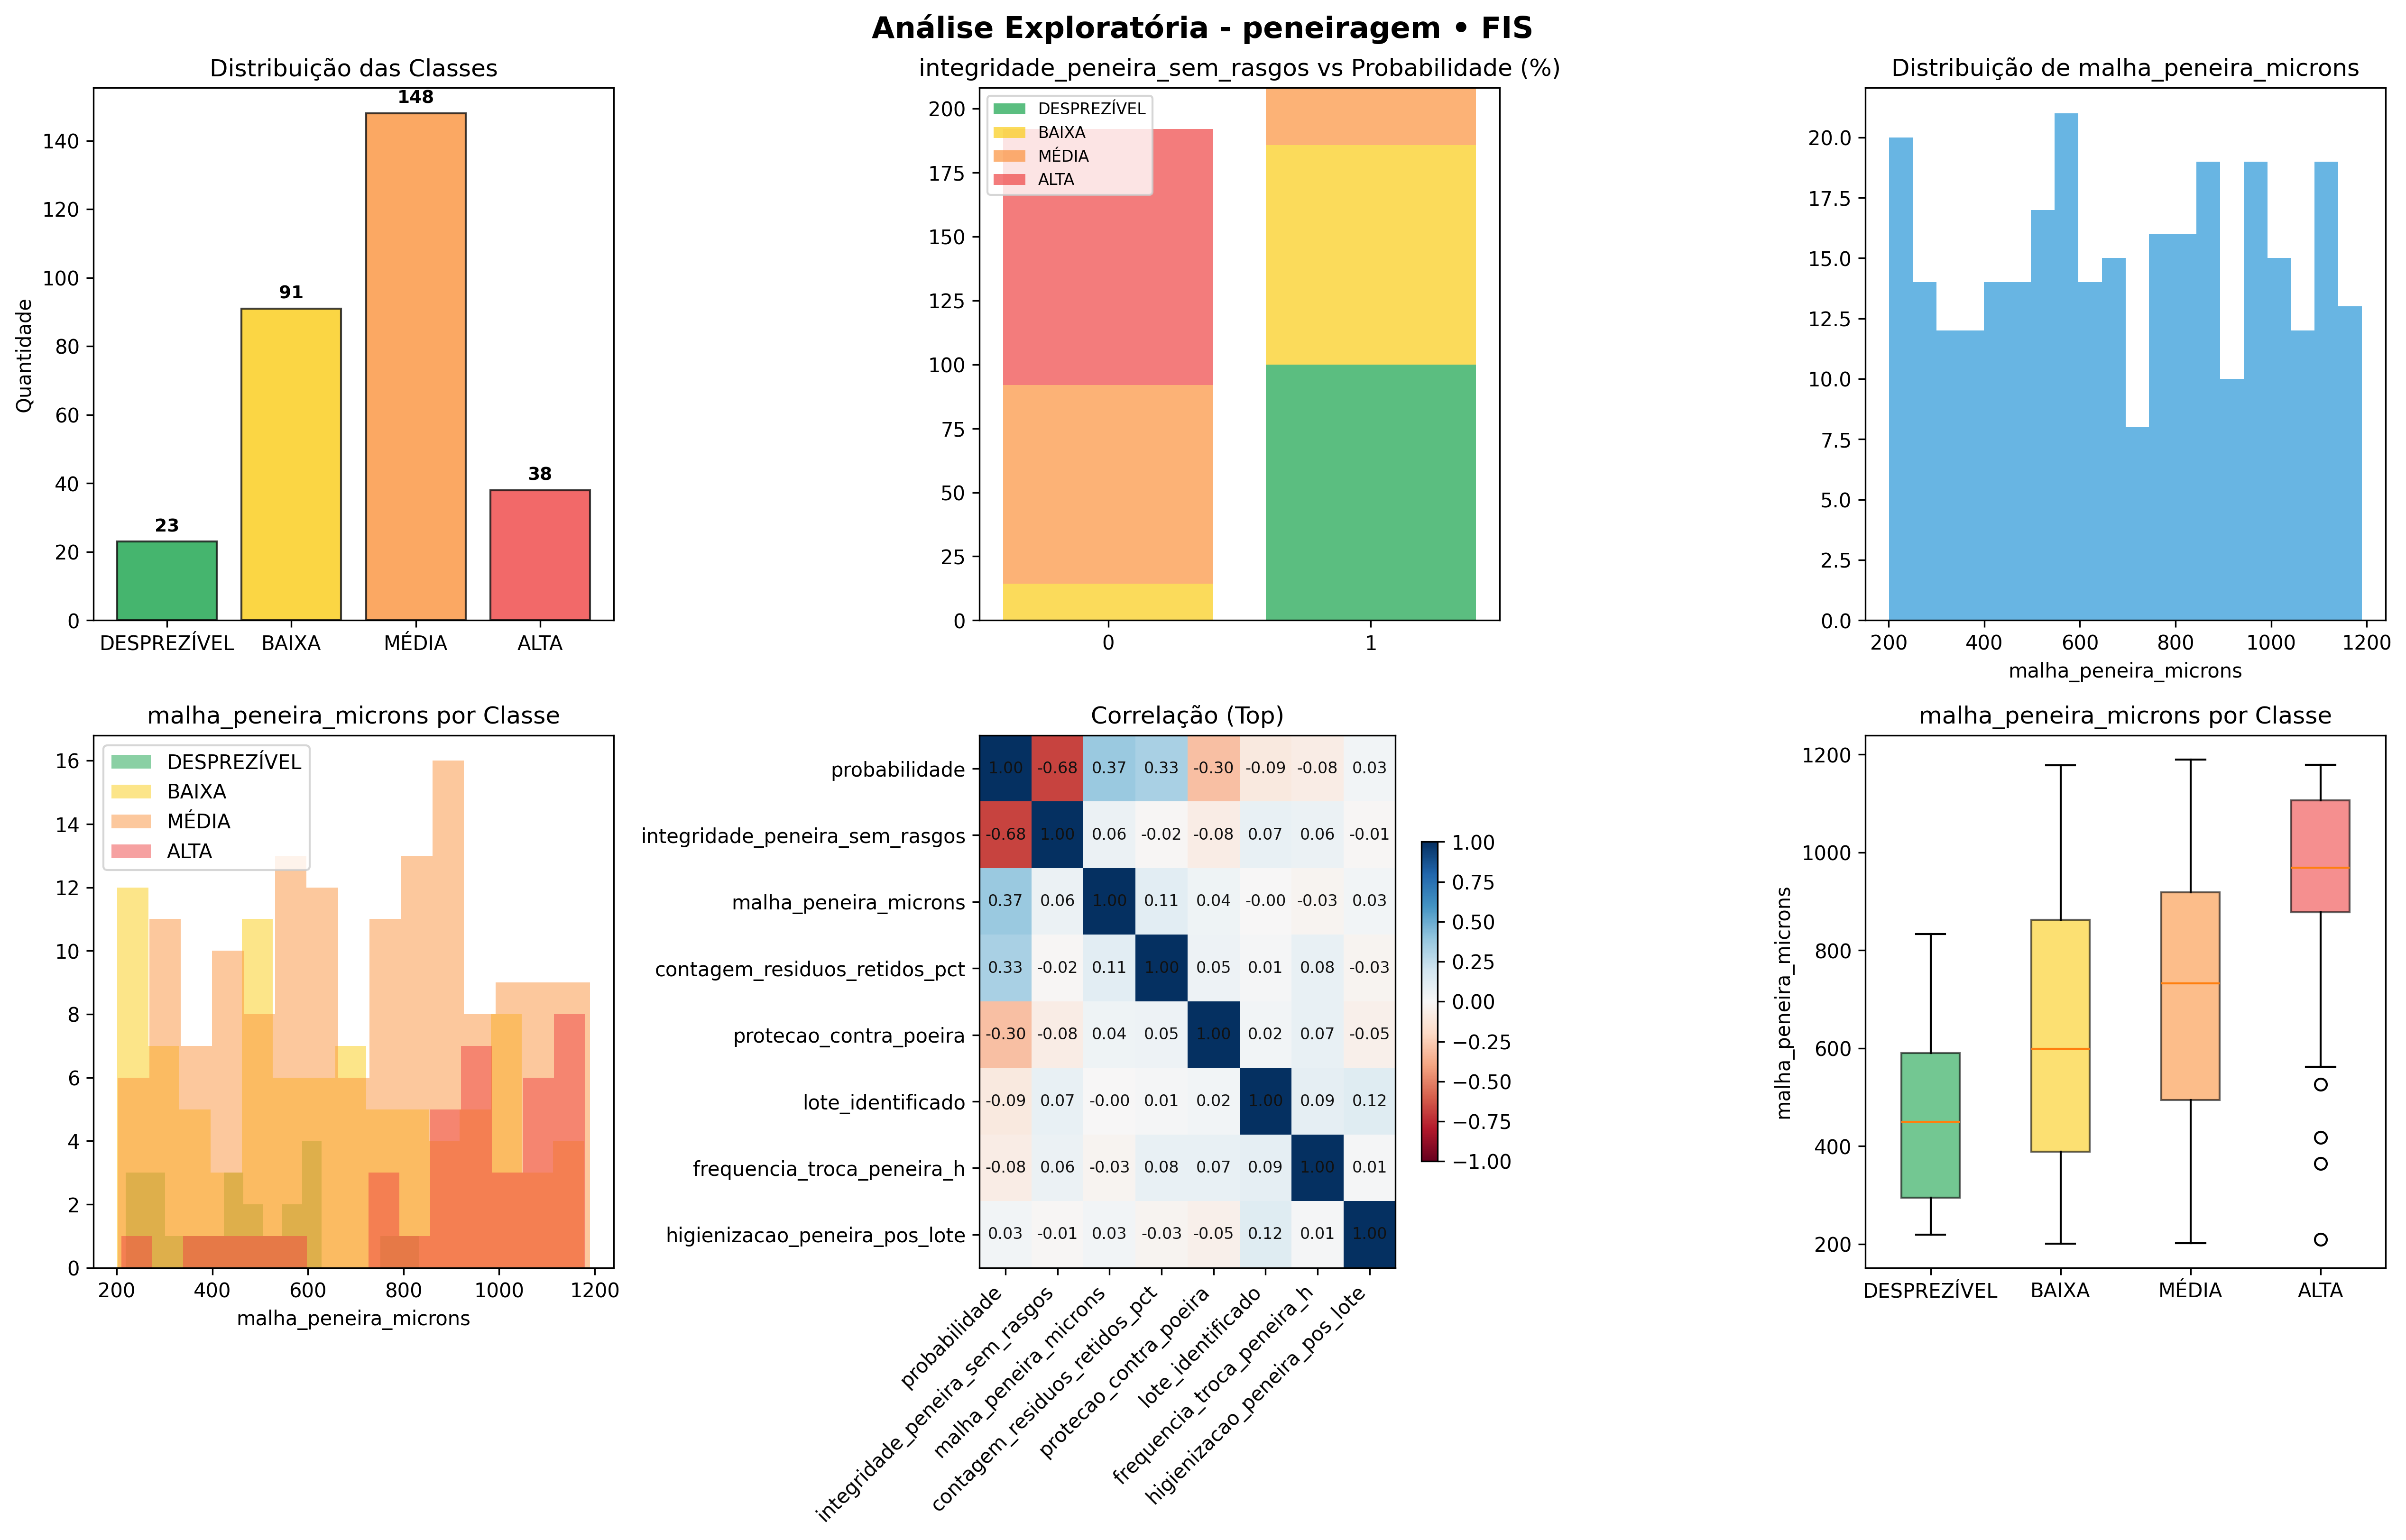 Análise Exploratória - peneiragem • FIS
Distribuição das Classes
Quantidade
140
120
100
80
60
40
20
0
23
91
148
38
DESPREZÍVEL BAIXA MÉDIA ALTA
integridade_peneira_sem_rasgos vs Probabilidade (%)
200
175
150
125
100
75
50
25
0
DESPREZÍVEL
BAIXA
MÉDIA
ALTA
0 1
Distribuição de malha_peneira_microns
20.0
17.5
15.0
12.5
10.0
7.5
5.0
2.5
0.0
200 400 600 800 1000 1200
malha_peneira_microns
malha_peneira_microns por Classe
16
14
12
10
8
6
4
2
0
DESPREZÍVEL
BAIXA
MÉDIA
ALTA
200 400 600 800 1000 1200
malha_peneira_microns
Correlação (Top)
probabilidade 1.00 -0.68 0.37 0.33 -0.30 -0.09 -0.08 0.03
integridade_peneira_sem_rasgos -0.68 1.00 0.06 -0.02 -0.08 0.07 0.06 -0.01
malha_peneira_microns 0.37 0.06 1.00 0.11 0.04 -0.00 -0.03 0.03
contagem_residuos_retidos_pct 0.33 -0.02 0.11 1.00 0.05 0.01 0.08 -0.03
protecao_contra_poeira -0.30 -0.08 0.04 0.05 1.00 0.02 0.07 -0.05
lote_identificado -0.09 0.07 -0.00 0.01 0.02 1.00 0.09 0.12
frequencia_troca_peneira_h -0.08 0.06 -0.03 0.08 0.07 0.09 1.00 0.01
higienizacao_peneira_pos_lote 0.03 -0.01 0.03 -0.03 -0.05 0.12 0.01 1.00
probabilidade
integridade_peneira_sem_rasgos
malha_peneira_microns
contagem_residuos_retidos_pct
protecao_contra_poeira
lote_identificado
frequencia_troca_peneira_h
higienizacao_peneira_pos_lote
1.00
0.75
0.50
0.25
0.00
−0.25
−0.50
−0.75
−1.00
malha_peneira_microns por Classe
malha_peneira_microns
1200
1000
800
600
400
200
DESPREZÍVEL BAIXA MÉDIA ALTA